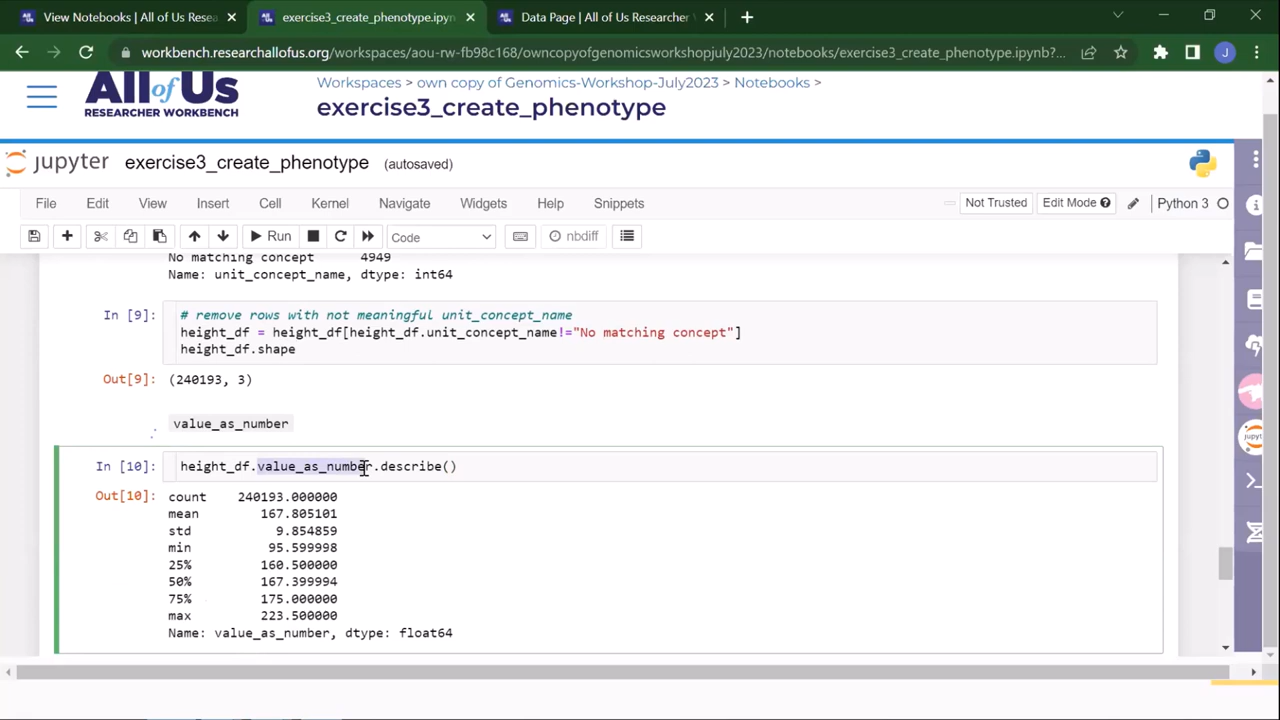 View Notebooks | All of Us Resea
exercise3_create_phenotype.ipyn
Data Page | All of Us Researcher
workbench.researchallofus.org/workspaces/aou-rw-fb98c168/owncopyofgenomicsworkshopjuly2023/notebooks/exercise3_create_phenotype.ipynb?...
J
All of Us
RESEARCHER WORKBENCH
Workspaces > own copy of Genomics-Workshop-July2023 > Notebooks >
exercise3_create_phenotype
jupyter exercise3_create_phenotype (autosaved)
File Edit View Insert Cell Kernel Navigate Widgets Help Snippets
Not Trusted Edit Mode Python 3
Run Code nbdiff
No matching concept 4949
Name: unit_concept_name, dtype: int64
In [9]: # remove rows with not meaningful unit_concept_name
height_df = height_df[height_df.unit_concept_name!="No matching concept"]
height_df.shape
Out[9]: (240193, 3)
value_as_number
In [10]: height_df.value_as_number.describe()
Out[10]: count 240193.000000
mean 167.805101
std 9.854859
min 95.599998
25% 160.500000
50% 167.399994
75% 175.000000
max 223.500000
Name: value_as_number, dtype: float64